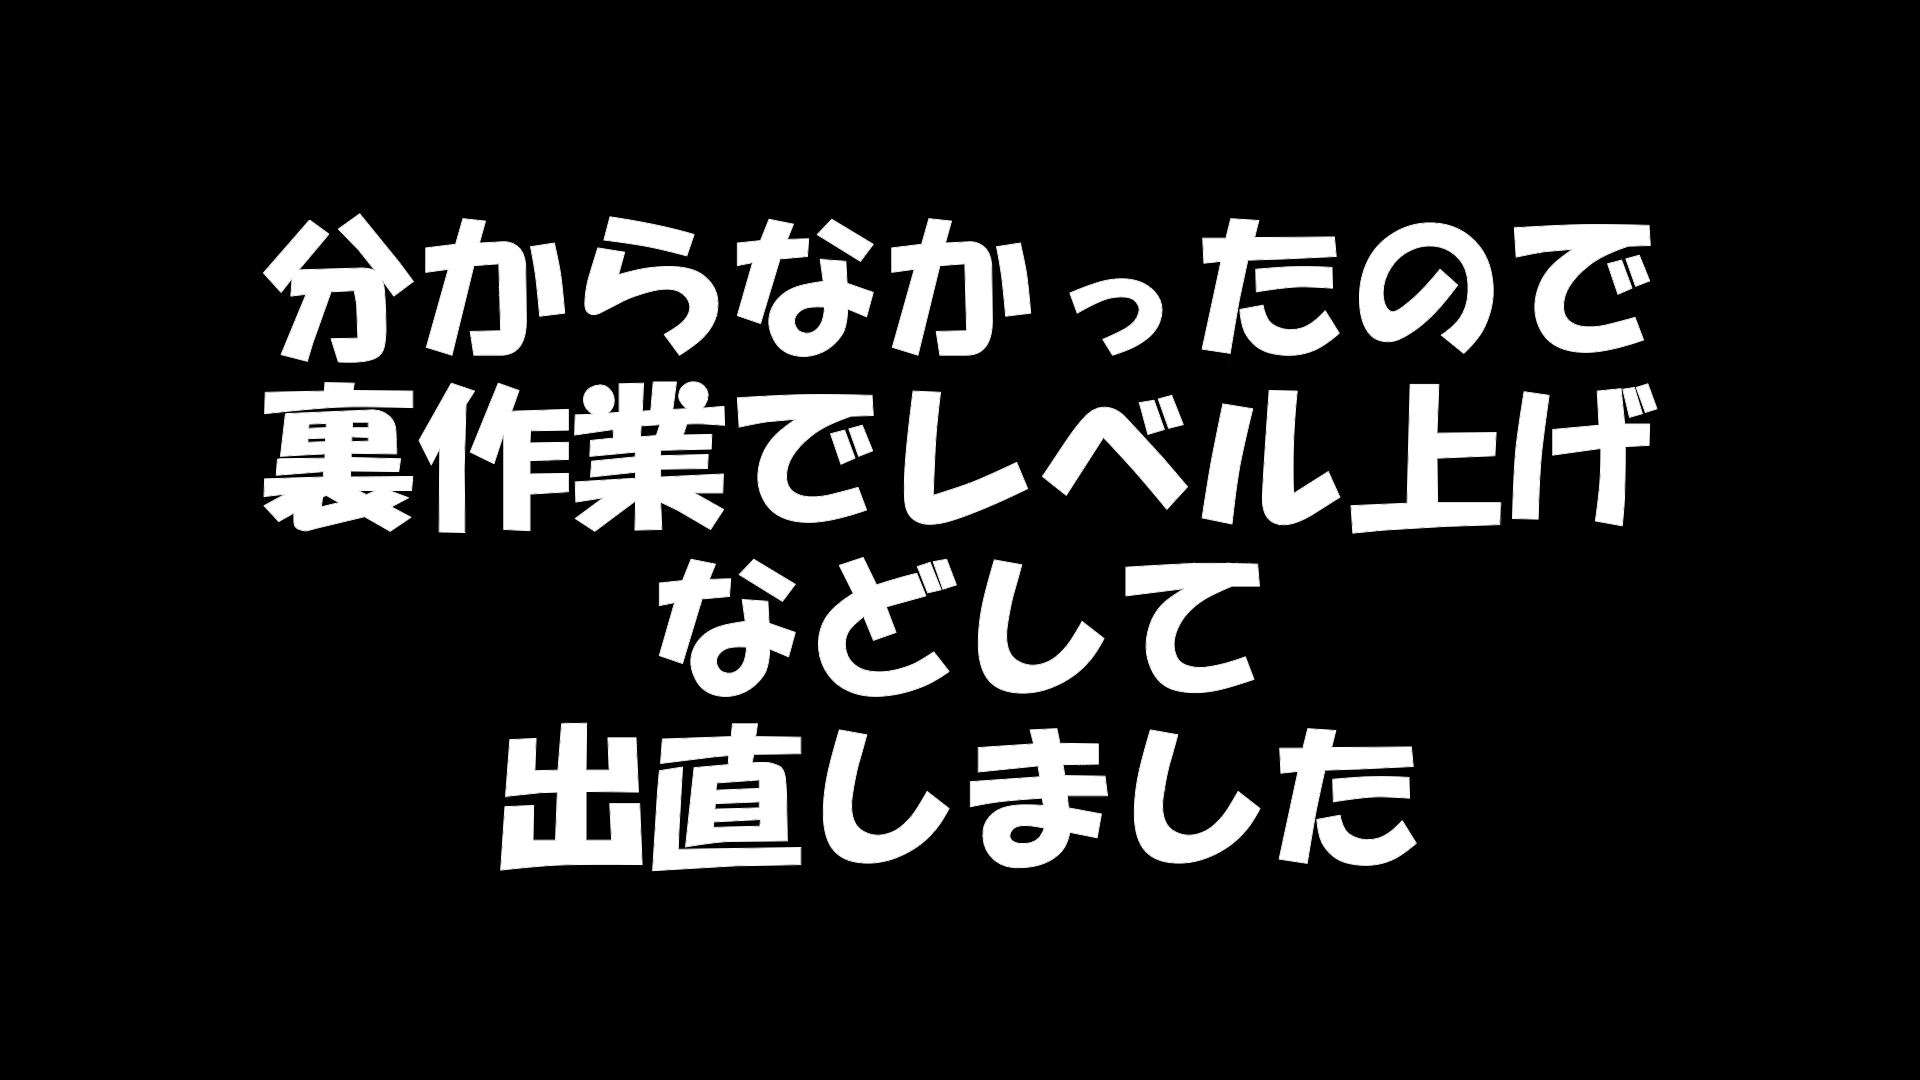 分からなかったので
裏作業でレベル上げ
などして
出直しました